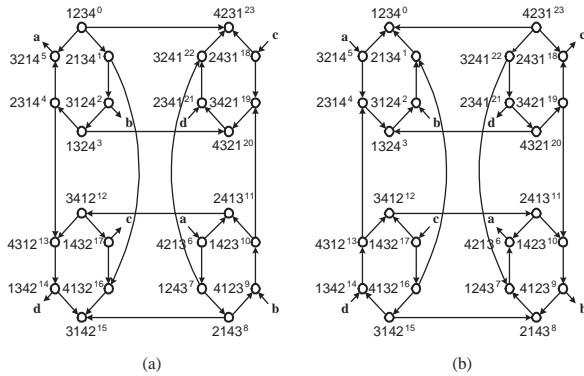 1234⁰ 4231²³ 1234⁰ 4231²³
a c a c
3214⁵ 2134¹ 3241²² 2431¹⁸ 3214⁵ 2134¹ 3241²² 2431¹⁸
2314⁴ 3124² 2341²¹ 3421¹⁹ 2314⁴ 3124² 2341²¹ 3421¹⁹
b d b d
1324³ 4321²⁰ 1324³ 4321²⁰
3412¹² 2413¹¹ 3412¹² 2413¹¹
c a c a
4312¹³ 1432¹⁷ 4213⁶ 1423¹⁰ 4312¹³ 1432¹⁷ 4213⁶ 1423¹⁰
1342¹⁴ 4132¹⁶ 1243⁷ 4123⁹ 1342¹⁴ 4132¹⁶ 1243⁷ 4123⁹
d b d b
3142¹⁵ 2143⁸ 3142¹⁵ 2143⁸
(a) (b)